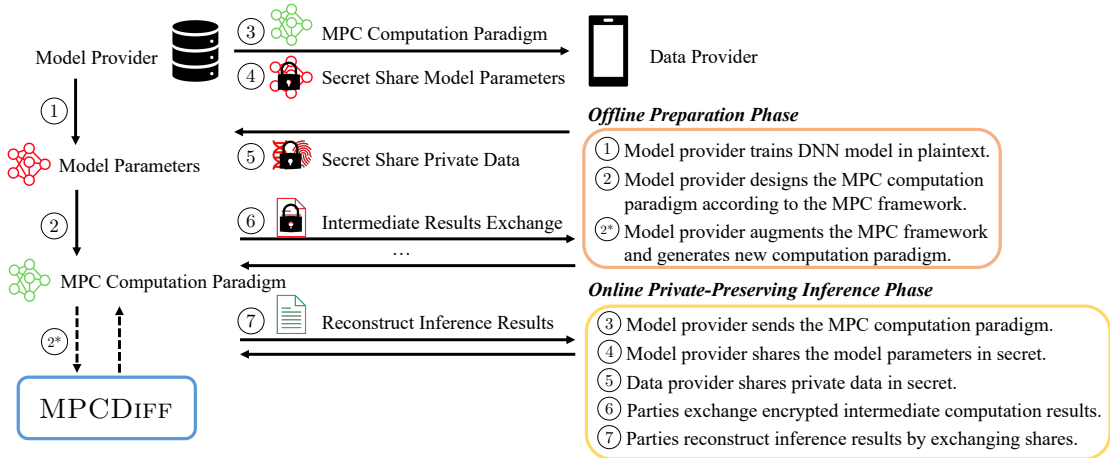 Model Provider
③ MPC Computation Paradigm
④ Secret Share Model Parameters
Data Provider
①
Model Parameters
⑤ Secret Share Private Data
②
⑥ Intermediate Results Exchange
...
MPC Computation Paradigm
⑦ Reconstruct Inference Results
2*
MPCDIFF
Offline Preparation Phase
① Model provider trains DNN model in plaintext.
② Model provider designs the MPC computation
paradigm according to the MPC framework.
2* Model provider augments the MPC framework
and generates new computation paradigm.
Online Private-Preserving Inference Phase
③ Model provider sends the MPC computation paradigm.
④ Model provider shares the model parameters in secret.
⑤ Data provider shares private data in secret.
⑥ Parties exchange encrypted intermediate computation results.
⑦ Parties reconstruct inference results by exchanging shares.